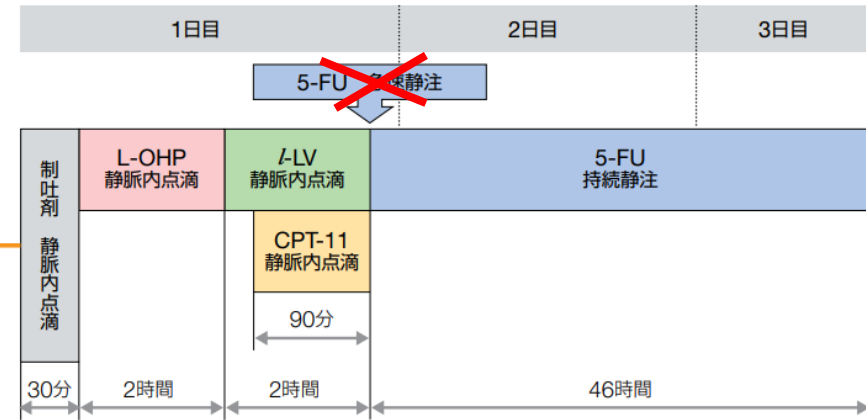 1日目
2日目
3日目
5-FU 急速静注
制吐剤 静脈内点滴
L-OHP
静脈内点滴
l-LV
静脈内点滴
5-FU
持続静注
CPT-11
静脈内点滴
90分
30分
2時間
2時間
46時間